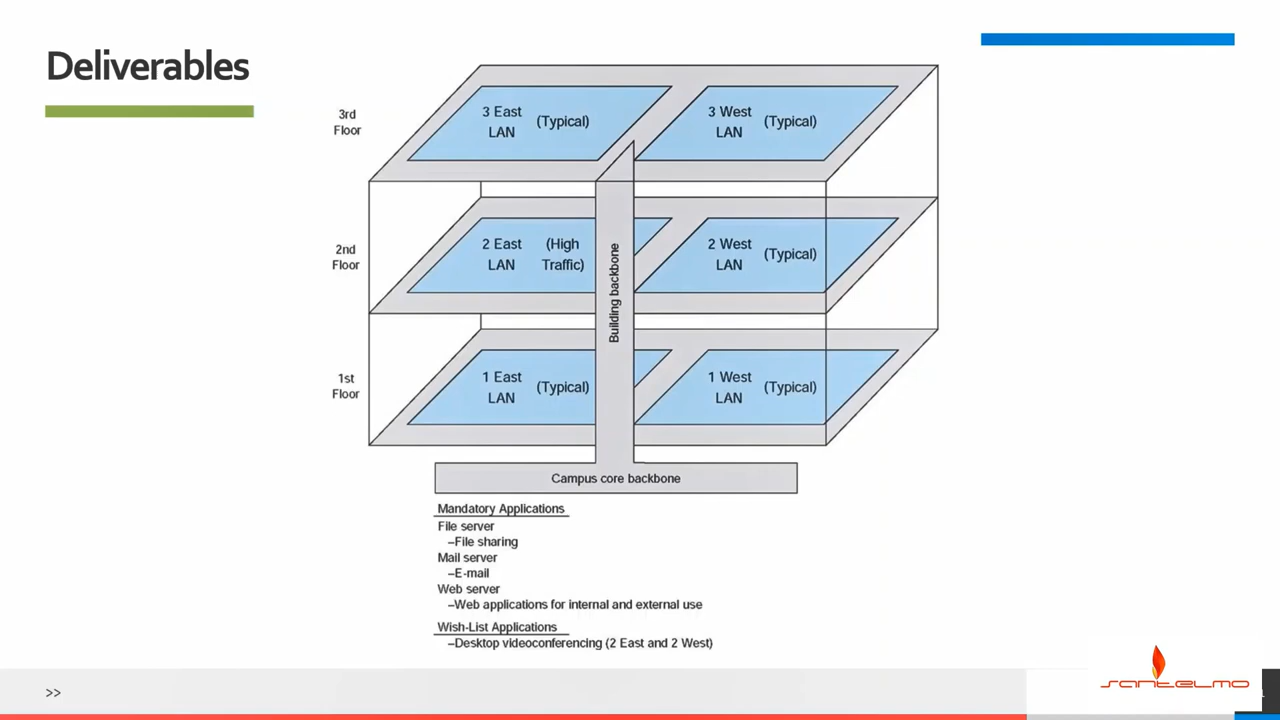 Deliverables
3rd
Floor
3 East
LAN
(Typical)
3 West
LAN
(Typical)
2nd
Floor
2 East
LAN
(High
Traffic)
2 West
LAN
(Typical)
Building backbone
1st
Floor
1 East
LAN
(Typical)
1 West
LAN
(Typical)
Campus core backbone
Mandatory Applications
File server
–File sharing
Mail server
–E-mail
Web server
–Web applications for internal and external use
Wish-List Applications
–Desktop videoconferencing (2 East and 2 West)
>>
santelmo